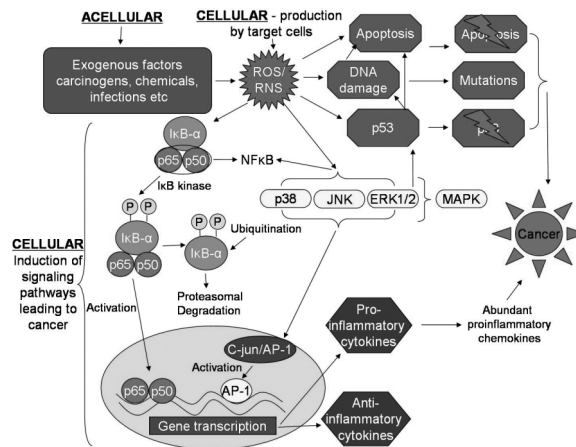 ACELLULAR
CELLULAR - production
by target cells
Exogenous factors
carcinogens, chemicals,
infections etc
ROS/
RNS
Apoptosis
Apoptosis
DNA
damage
Mutations
p53
p53
IκB-α
p65 p50
NFκB
IκB kinase
p38
JNK
ERK1/2
MAPK
P P
IκB-α
p65 p50
P P
IκB-α
Ubiquitination
Cancer
CELLULAR
Induction of
signaling
pathways
leading to
cancer
Activation
Proteasomal
Degradation
Pro-
inflammatory
cytokines
Abundant
proinflammatory
chemokines
C-jun/AP-1
Activation
p65 p50
AP-1
Gene transcription
Anti-
inflammatory
cytokines